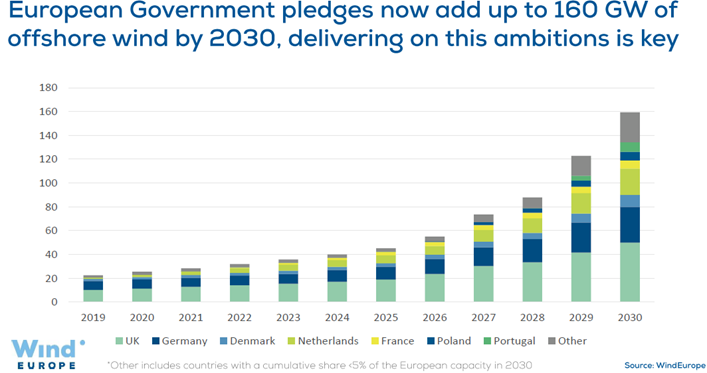 European Government pledges now add up to 160 GW of
offshore wind by 2030, delivering on this ambitions is key
180
160
140
120
100
80
60
40
20
0
2019 2020 2021 2022 2023 2024 2025 2026 2027 2028 2029 2030
UK Germany Denmark Netherlands France Poland Portugal Other
Wind
EUROPE
*Other includes countries with a cumulative share <5% of the European capacity in 2030
Source: WindEurope